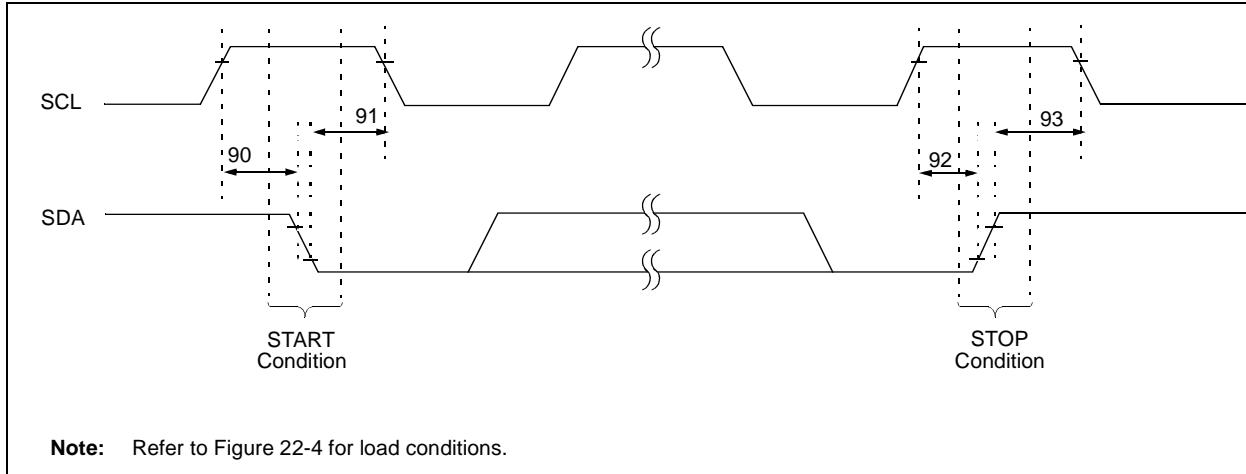 SCL
91
93
90
92
SDA
START
Condition
STOP
Condition
Note: Refer to Figure 22-4 for load conditions.